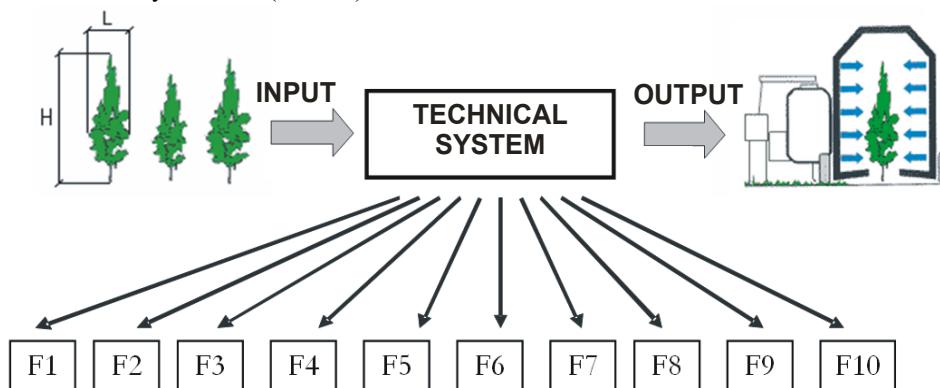 L
H
INPUT
TECHNICAL
SYSTEM
OUTPUT
F1 F2 F3 F4 F5 F6 F7 F8 F9 F10